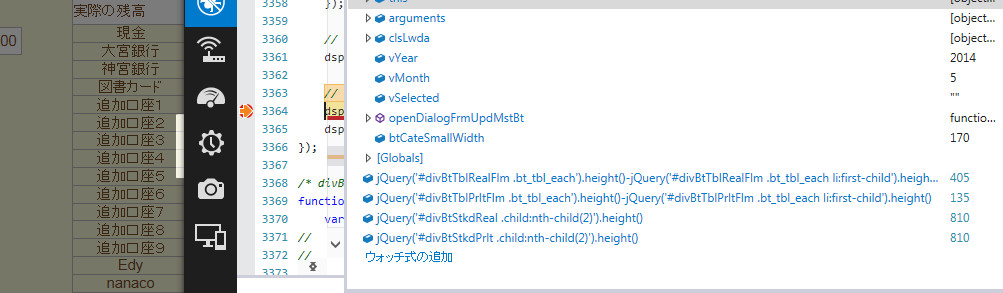 実際の残高
00
現金
大宮銀行
神宮銀行
図書カード
追加口座1
追加口座2
追加口座3
追加口座4
追加口座5
追加口座6
追加口座7
追加口座8
追加口座9
Edy
nanaco
3358 });
3359
3360 //
3361 dsp
3362
3363 //
3364 dsp
3365 dsp
3366 });
3367
3368 /* divB
3369 functio
3370 var
3371 //
3372 //
3373
this [object...
arguments [object...
clsLwda [object...
vYear 2014
vMonth 5
vSelected ""
openDialogFrmUpdMstBt functio...
btCateSmallWidth 170
[Globals]
jQuery('#divBtTblRealFlm .bt_tbl_each').height()-jQuery('#divBtTblRealFlm .bt_tbl_each li:first-child').heigh... 405
jQuery('#divBtTblPrltFlm .bt_tbl_each').height()-jQuery('#divBtTblPrltFlm .bt_tbl_each li:first-child').height() 135
jQuery('#divBtStkdReal .child:nth-child(2)').height() 810
jQuery('#divBtStkdPrlt .child:nth-child(2)').height() 810
ウォッチ式の追加